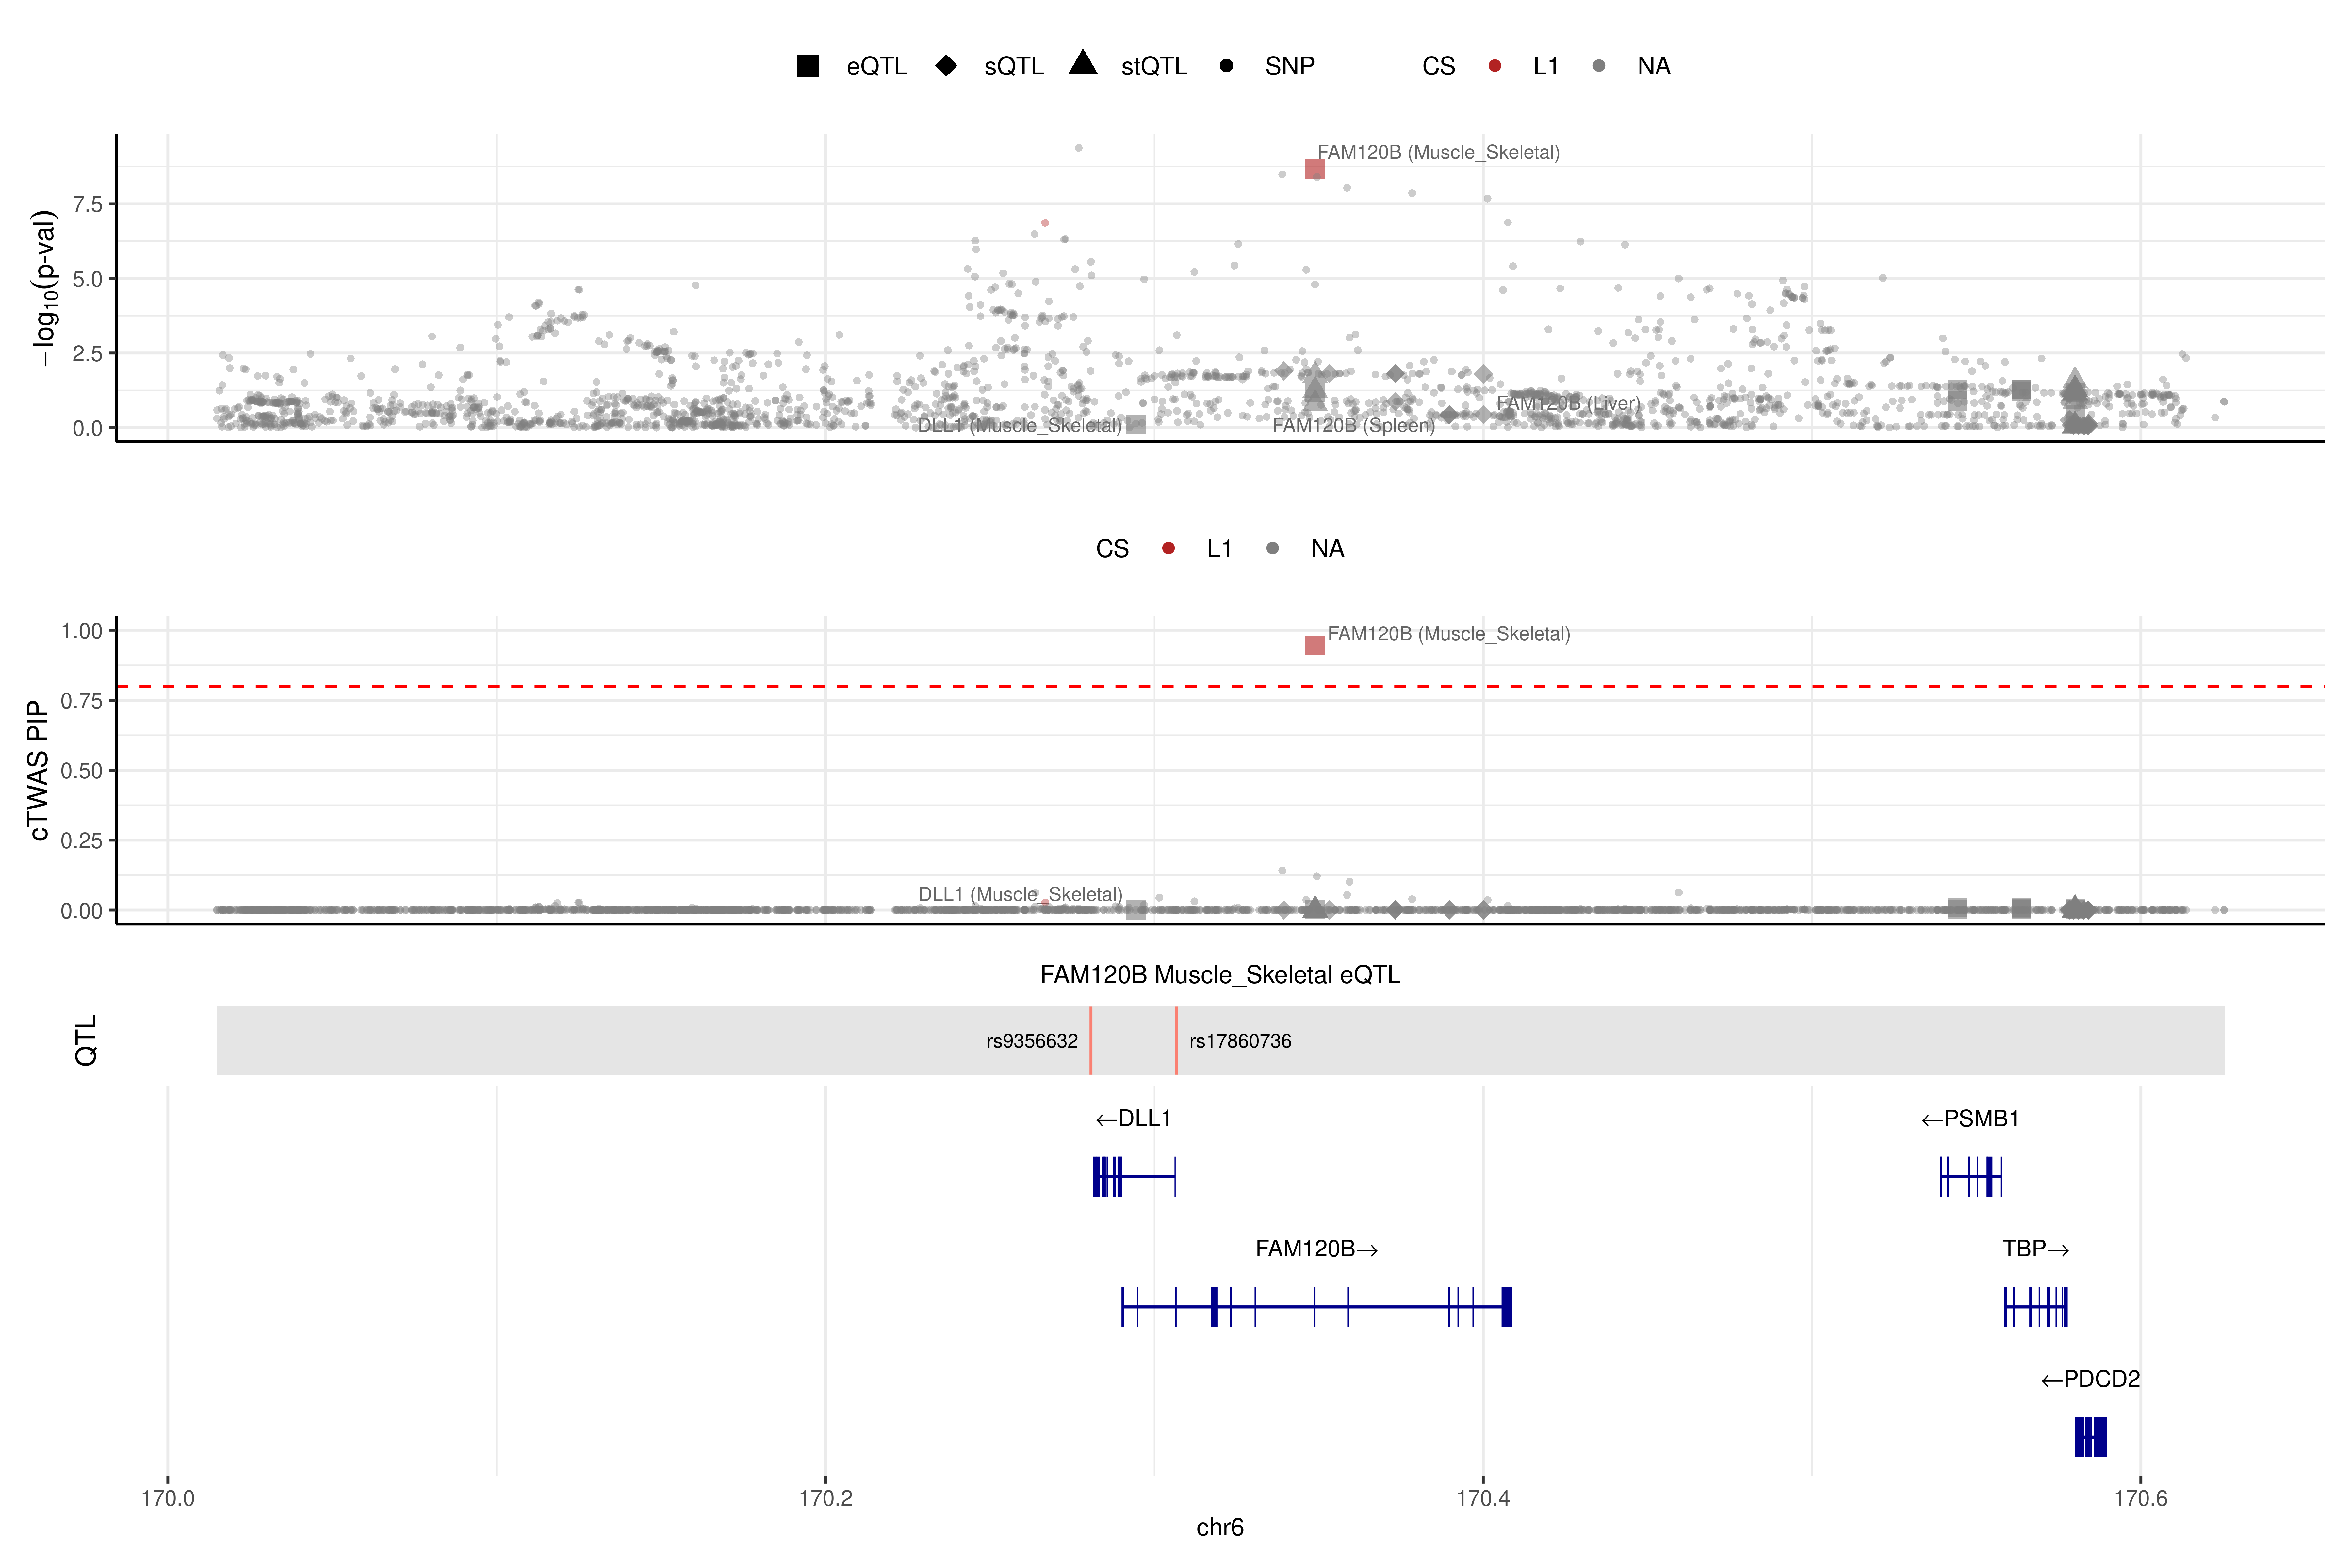 eQTL sQTL stQTL SNP CS L1 NA
FAM120B (Muscle_Skeletal)
7.5
5.0
2.5
0.0
−log10(p-val)
FAM120B (Liver)
DLL1 (Muscle_Skeletal)
FAM120B (Spleen)
CS L1 NA
1.00
0.75
0.50
0.25
0.00
cTWAS PIP
FAM120B (Muscle_Skeletal)
DLL1 (Muscle_Skeletal)
FAM120B Muscle_Skeletal eQTL
QTL
rs9356632 rs17860736
←DLL1 ←PSMB1
FAM120B→ TBP→
←PDCD2
170.0 170.2 170.4 170.6
chr6